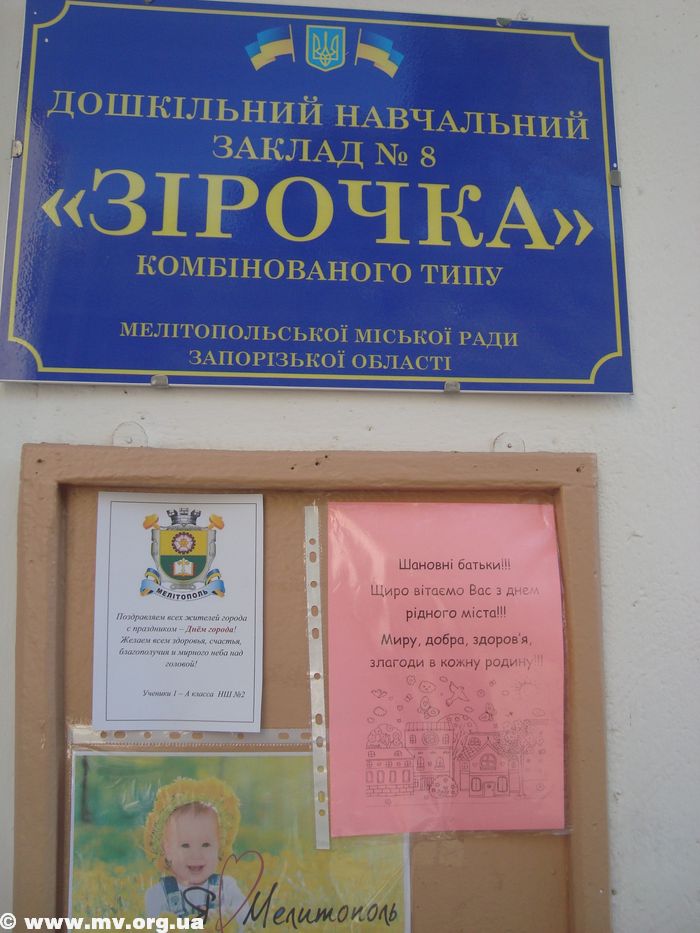 ДОШКІЛЬНИЙ НАВЧАЛЬНИЙ
ЗАКЛАД № 8
«ЗІРОЧКА»
КОМБІНОВАНОГО ТИПУ
МЕЛІТОПОЛЬСЬКОЇ МІСЬКОЇ РАДИ
ЗАПОРІЗЬКОЇ ОБЛАСТІ
МЕЛІТОПОЛЬ
Поздравляем всех жителей города
с праздником – Днём города!
Желаем всем здоровья, счастья,
благополучия и мирного неба над
головой!
Ученики 1 – А класса НШ №2
Шановні батьки!!!
Щиро вітаємо Вас з днем
рідного міста!!!
Миру, добра, здоров'я,
злагоди в кожну родину!!!
Я Мелитополь
© www.mv.org.ua